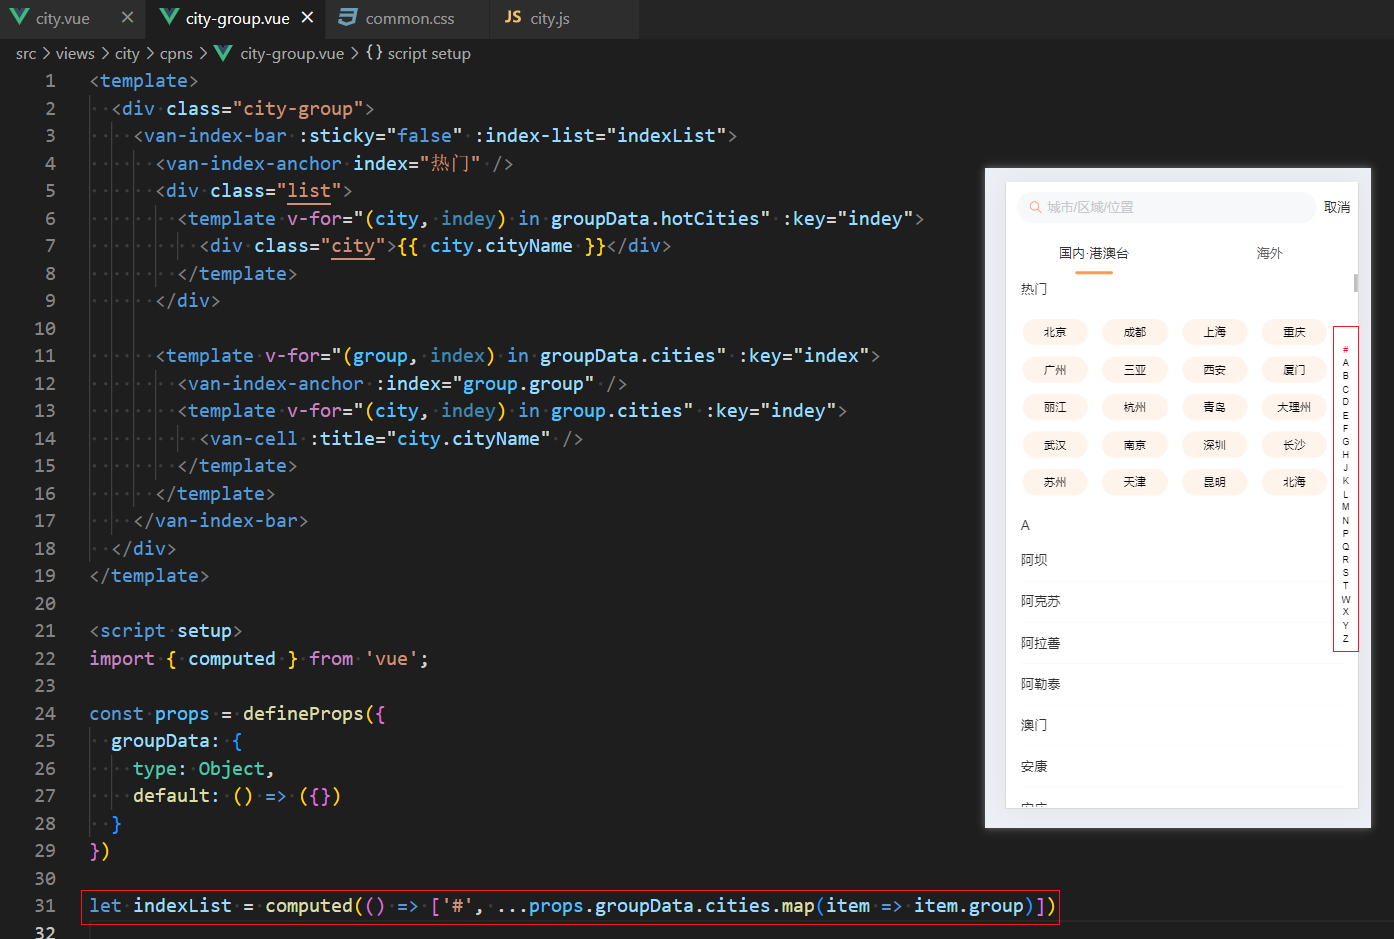 city.vue
city-group.vue
common.css
JS city.js
src > views > city > cpns > city-group.vue > {} script setup
1 <template>
2 <div class="city-group">
3 <van-index-bar :sticky="false" :index-list="indexList">
4 <van-index-anchor index="热门" />
5 <div class="list">
6 <template v-for="(city, indey) in groupData.hotCities" :key="indey">
7 <div class="city">{{ city.cityName }}</div>
8 </template>
9 </div>
10
11 <template v-for="(group, index) in groupData.cities" :key="index">
12 <van-index-anchor :index="group.group" />
13 <template v-for="(city, indey) in group.cities" :key="indey">
14 <van-cell :title="city.cityName" />
15 </template>
16 </template>
17 </van-index-bar>
18 </div>
19 </template>
20
21 <script setup>
22 import { computed } from 'vue';
23
24 const props = defineProps({
25 groupData: {
26 type: Object,
27 default: () => ({})
28 }
29 })
30
31 let indexList = computed(() => ['#', ...props.groupData.cities.map(item => item.group)])
32
城市/区域/位置 取消
国内·港澳台 海外
热门
北京 成都 上海 重庆
广州 三亚 西安 厦门
丽江 杭州 青岛 大理州
武汉 南京 深圳 长沙
苏州 天津 昆明 北海
A
阿坝
阿克苏
阿拉善
阿勒泰
澳门
安康
#
A
B
C
D
E
F
G
H
J
K
L
M
N
P
Q
R
S
T
W
X
Y
Z